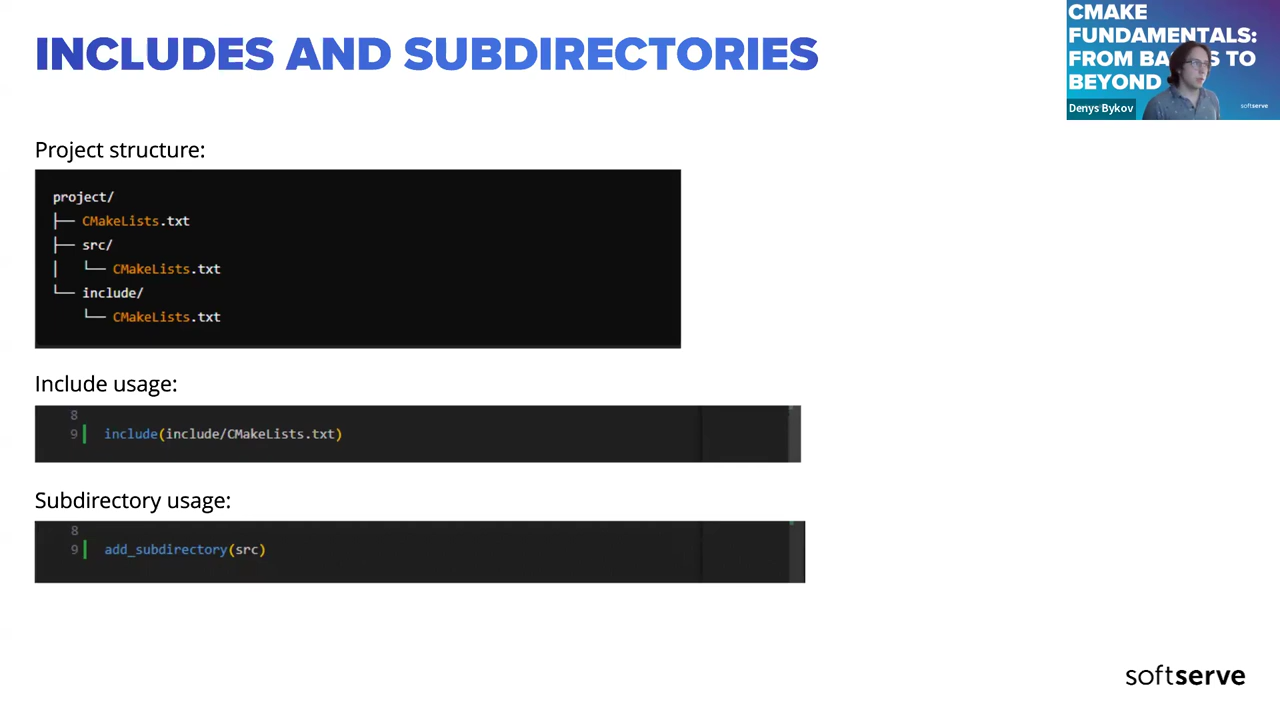 INCLUDES AND SUBDIRECTORIES
CMAKE
FUNDAMENTALS:
FROM BA S TO
BEYOND
Denys Bykov
softserve
Project structure:
project/
├── CMakeLists.txt
├── src/
│   └── CMakeLists.txt
└── include/
    └── CMakeLists.txt
Include usage:
8
9 include(include/CMakeLists.txt)
Subdirectory usage:
8
9 add_subdirectory(src)
softserve